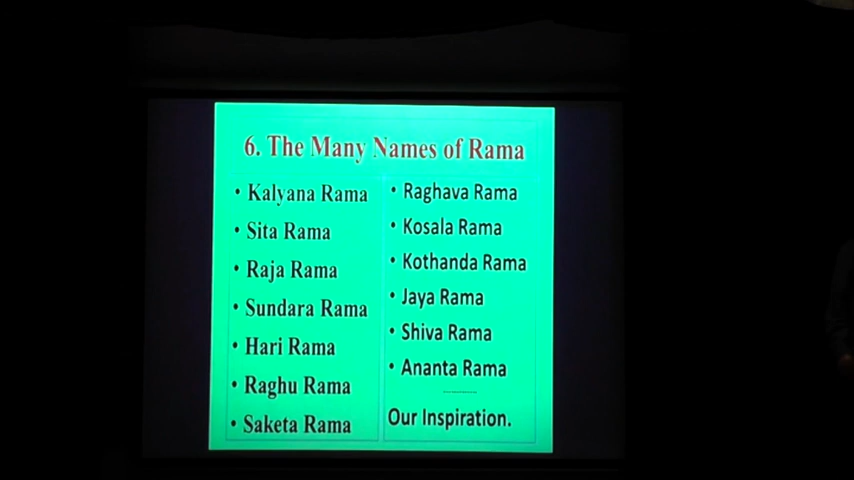 6. The Many Names of Rama
• Kalyana Rama
• Sita Rama
• Raja Rama
• Sundara Rama
• Hari Rama
• Raghu Rama
• Saketa Rama
• Raghava Rama
• Kosala Rama
• Kothanda Rama
• Jaya Rama
• Shiva Rama
• Ananta Rama
Our Inspiration.